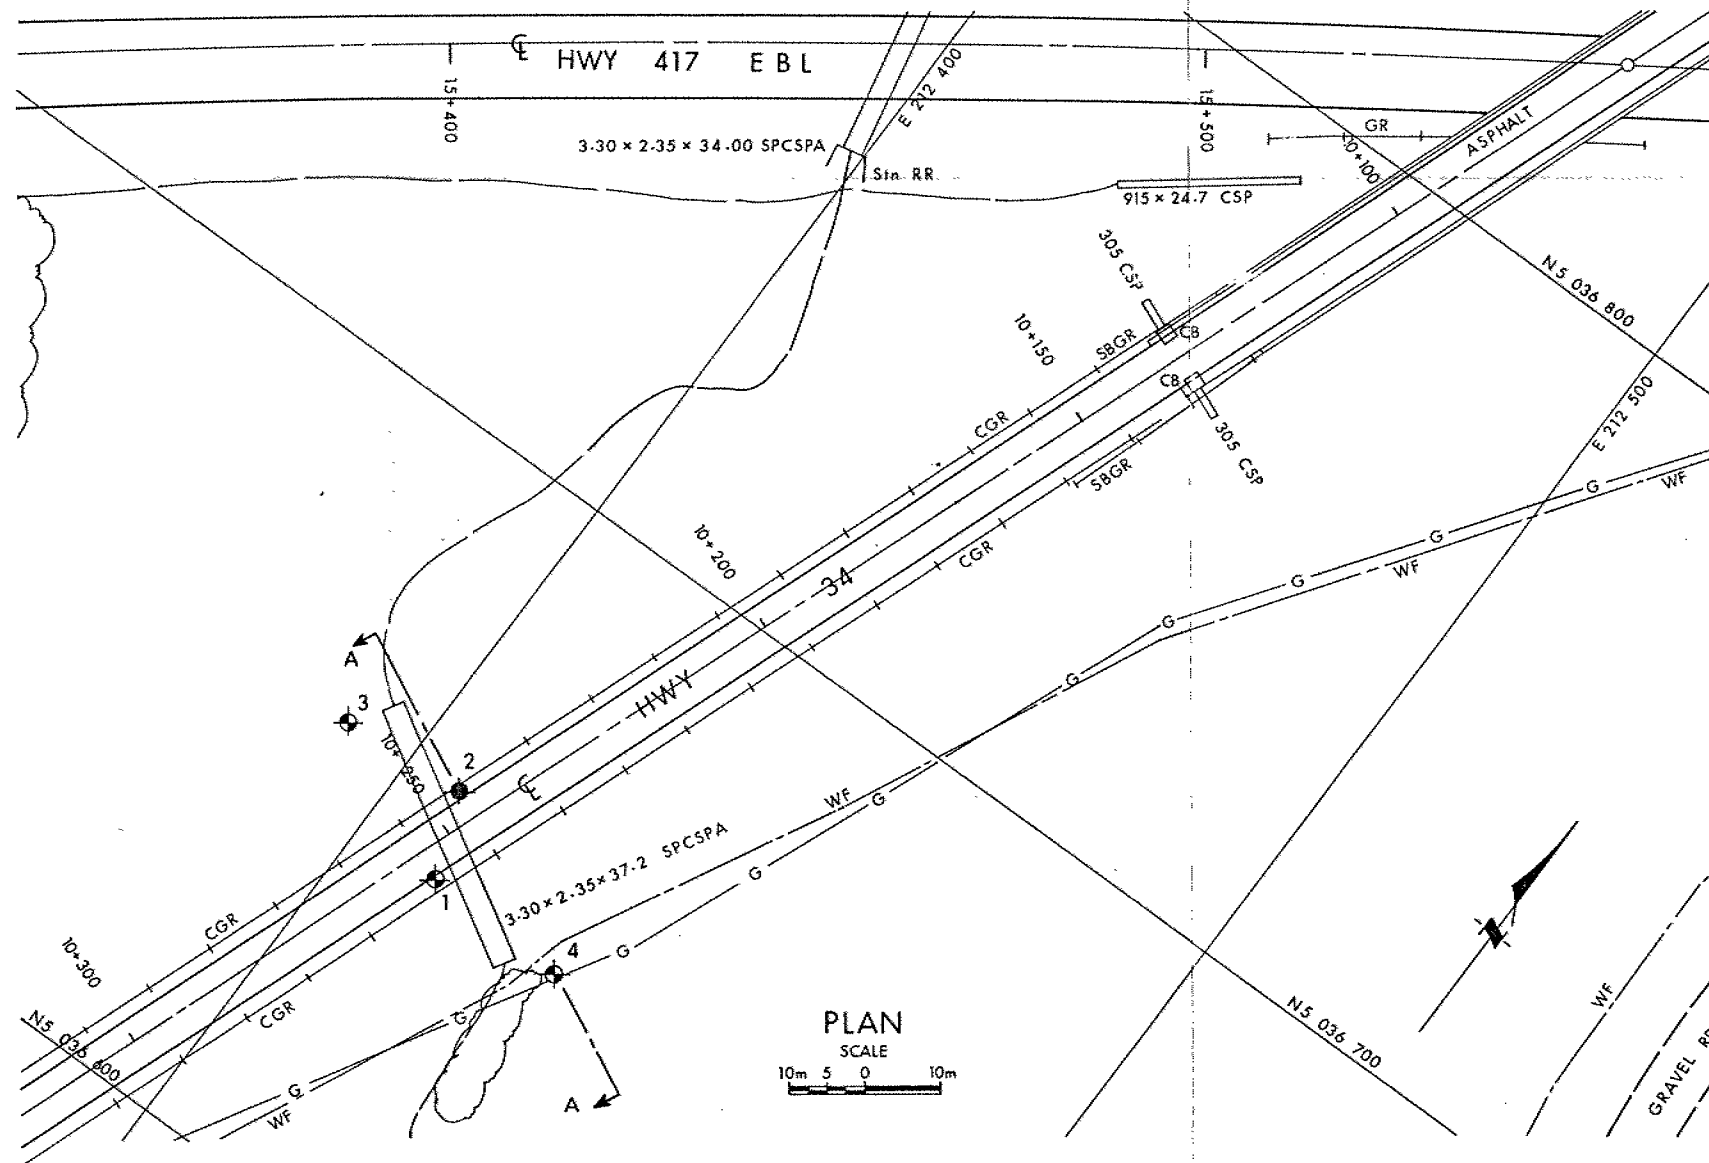 ℄ HWY 417 EBL
15+400
15+500
E 212 400
3.30 × 2.35 × 34.00 SPCSPA
Stn RR
915 × 24.7 CSP
GR
10+100
ASPHALT
N5 036 800
305 CSP
CB
SBGR
10+150
CGR
CB
305 CSP
SBGR
CGR
E 212 500
G
WF
G
WF
G
G
G
10+200
34
HWY
℄
A
3
10+250
2
1
3.30 × 2.35 × 37.2 SPCSPA
WF
G
G
G
4
CGR
10+300
CGR
G
G
WF
N5 036 600
A
PLAN
SCALE
10m 5 0 10m
N5 036 700
N
WF
GRAVEL